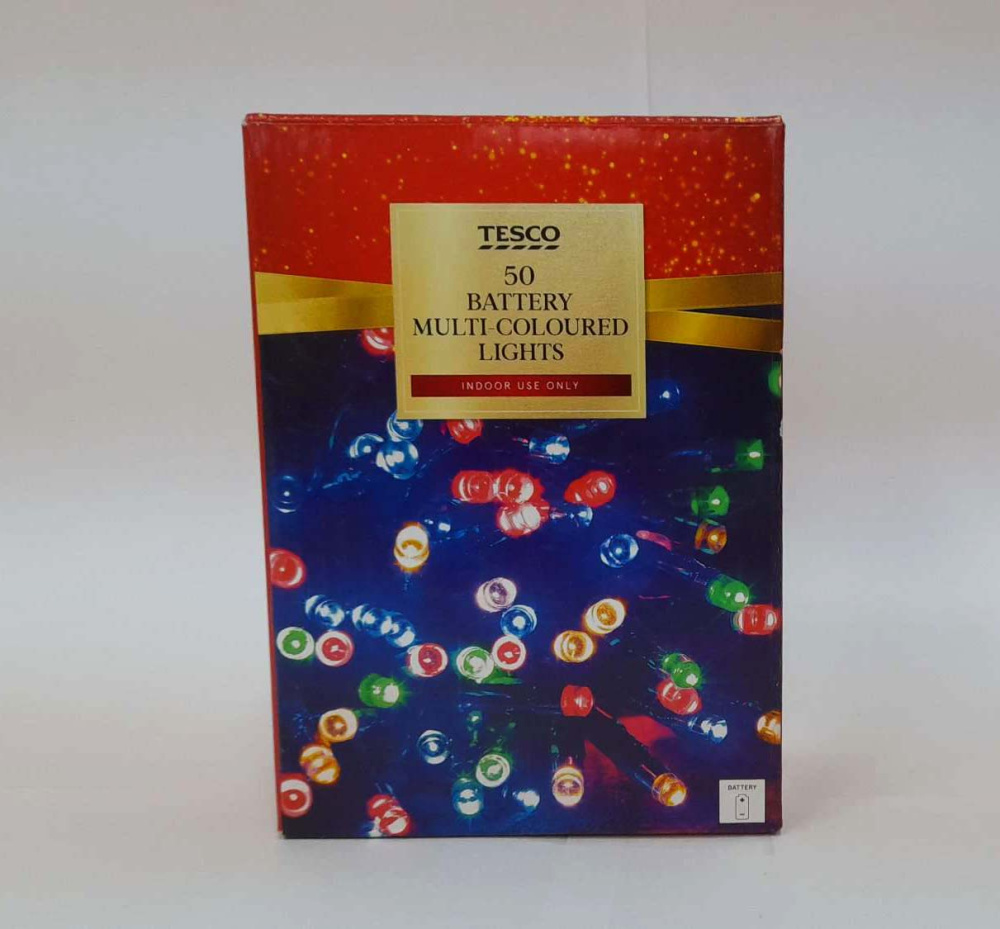 TESCO
50
BATTERY
MULTI-COLOURED
LIGHTS
INDOOR USE ONLY
BATTERY